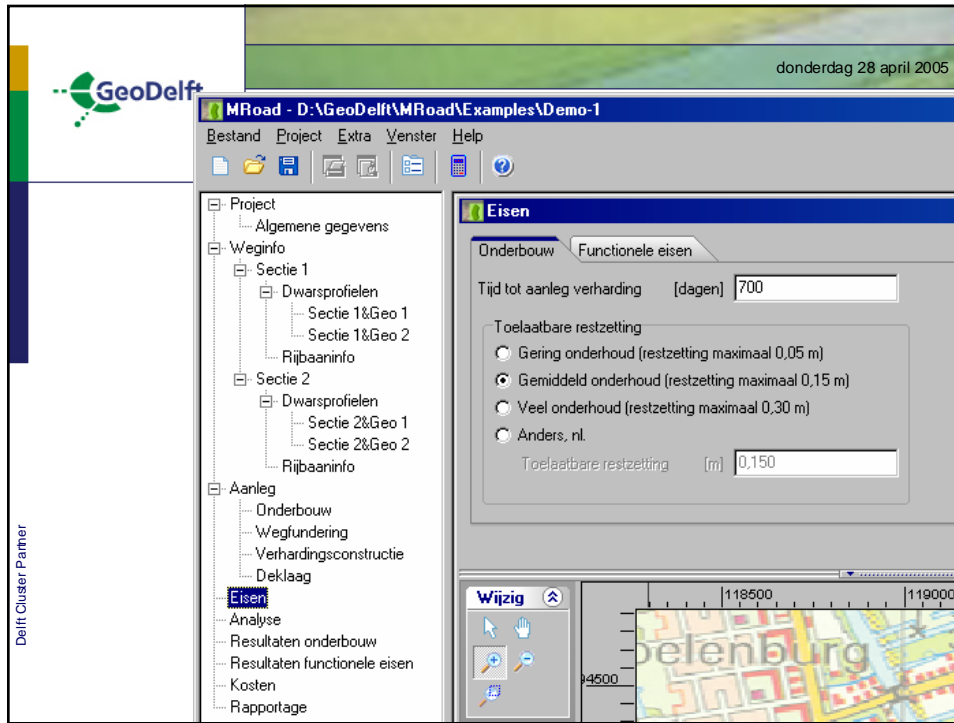 donderdag 28 april 2005
GeoDelft
MRoad - D:\GeoDelft\MRoad\Examples\Demo-1
Bestand Project Extra Venster Help
Project
Algemene gegevens
Weginfo
Sectie 1
Dwarsprofielen
Sectie 1&Geo 1
Sectie 1&Geo 2
Rijbaaninfo
Sectie 2
Dwarsprofielen
Sectie 2&Geo 1
Sectie 2&Geo 2
Rijbaaninfo
Aanleg
Onderbouw
Wegfundering
Verhardingsconstructie
Deklaag
Eisen
Analyse
Resultaten onderbouw
Resultaten functionele eisen
Kosten
Rapportage
Eisen
Onderbouw Functionele eisen
Tijd tot aanleg verharding [dagen] 700
Toelaatbare restzetting
Gering onderhoud (restzetting maximaal 0,05 m)
Gemiddeld onderhoud (restzetting maximaal 0,15 m)
Veel onderhoud (restzetting maximaal 0,30 m)
Anders, nl.
Toelaatbare restzetting [m] 0,150
Wijzig
118500 119000
94500
oelenburg
Delft Cluster Partner